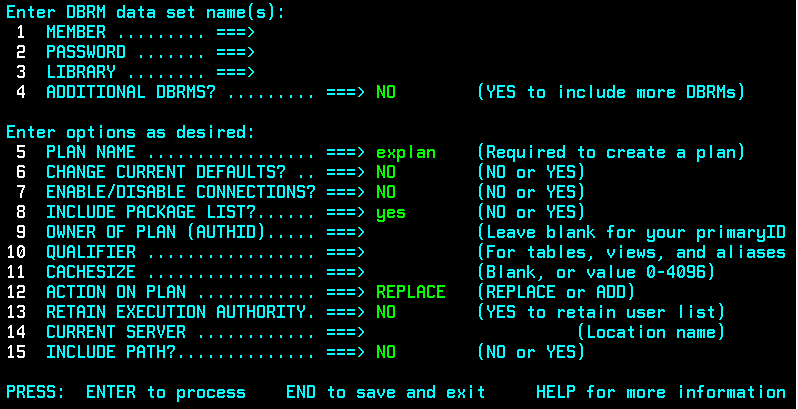 Enter DBRM data set name(s):
1 MEMBER ......... ===>
2 PASSWORD ....... ===>
3 LIBRARY ........ ===>
4 ADDITIONAL DBRMS? ......... ===> NO (YES to include more DBRMs)
Enter options as desired:
5 PLAN NAME ................. ===> explan (Required to create a plan)
6 CHANGE CURRENT DEFAULTS? .. ===> NO (NO or YES)
7 ENABLE/DISABLE CONNECTIONS? ===> NO (NO or YES)
8 INCLUDE PACKAGE LIST?...... ===> yes (NO or YES)
9 OWNER OF PLAN (AUTHID)..... ===> (Leave blank for your primaryID
10 QUALIFIER ................. ===> (For tables, views, and aliases
11 CACHESIZE ................. ===> (Blank, or value 0-4096)
12 ACTION ON PLAN ............ ===> REPLACE (REPLACE or ADD)
13 RETAIN EXECUTION AUTHORITY. ===> NO (YES to retain user list)
14 CURRENT SERVER ............ ===> (Location name)
15 INCLUDE PATH?.............. ===> NO (NO or YES)
PRESS: ENTER to process END to save and exit HELP for more information